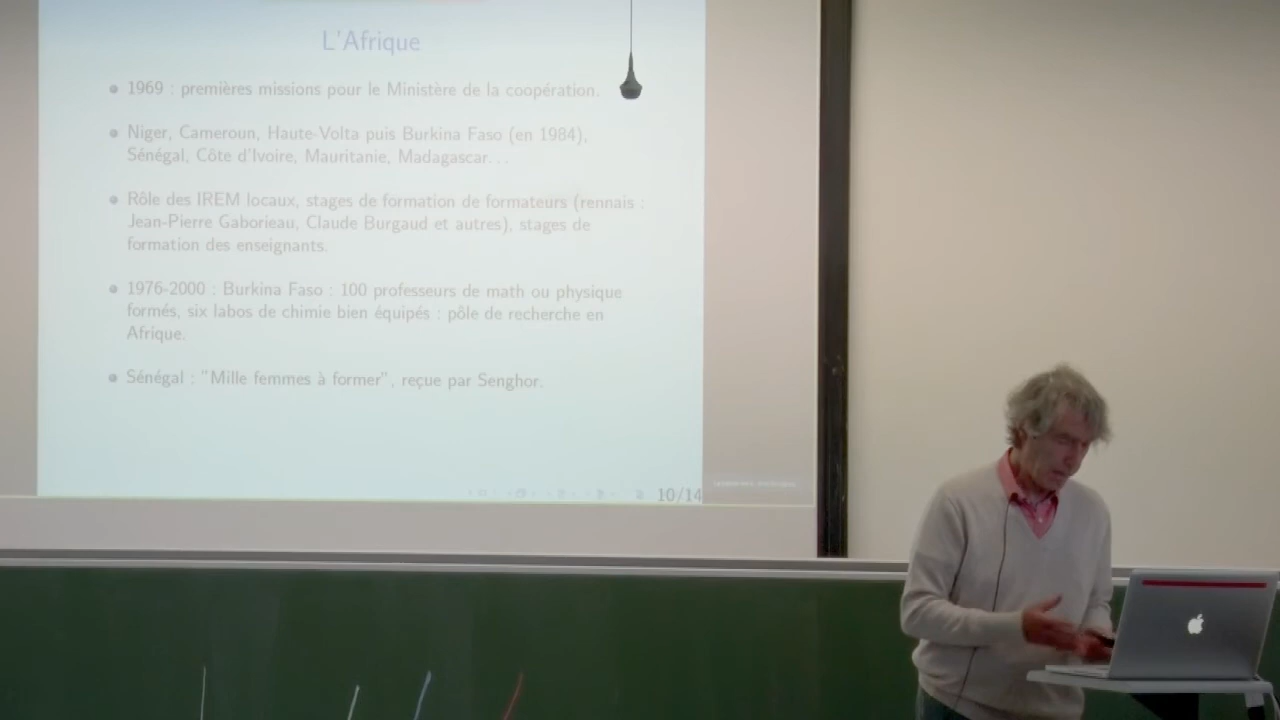 L'Afrique
1969 : premières missions pour le Ministère de la coopération.
Niger, Cameroun, Haute-Volta puis Burkina Faso (en 1984),
Sénégal, Côte d'Ivoire, Mauritanie, Madagascar...
Rôle des IREM locaux, stages de formation de formateurs (rennais :
Jean-Pierre Gaborieau, Claude Burgaud et autres), stages de
formation des enseignants.
1976-2000 : Burkina Faso : 100 professeurs de math ou physique
formés, six labos de chimie bien équipés : pôle de recherche en
Afrique.
Sénégal : "Mille femmes à former", reçue par Senghor.
10/14